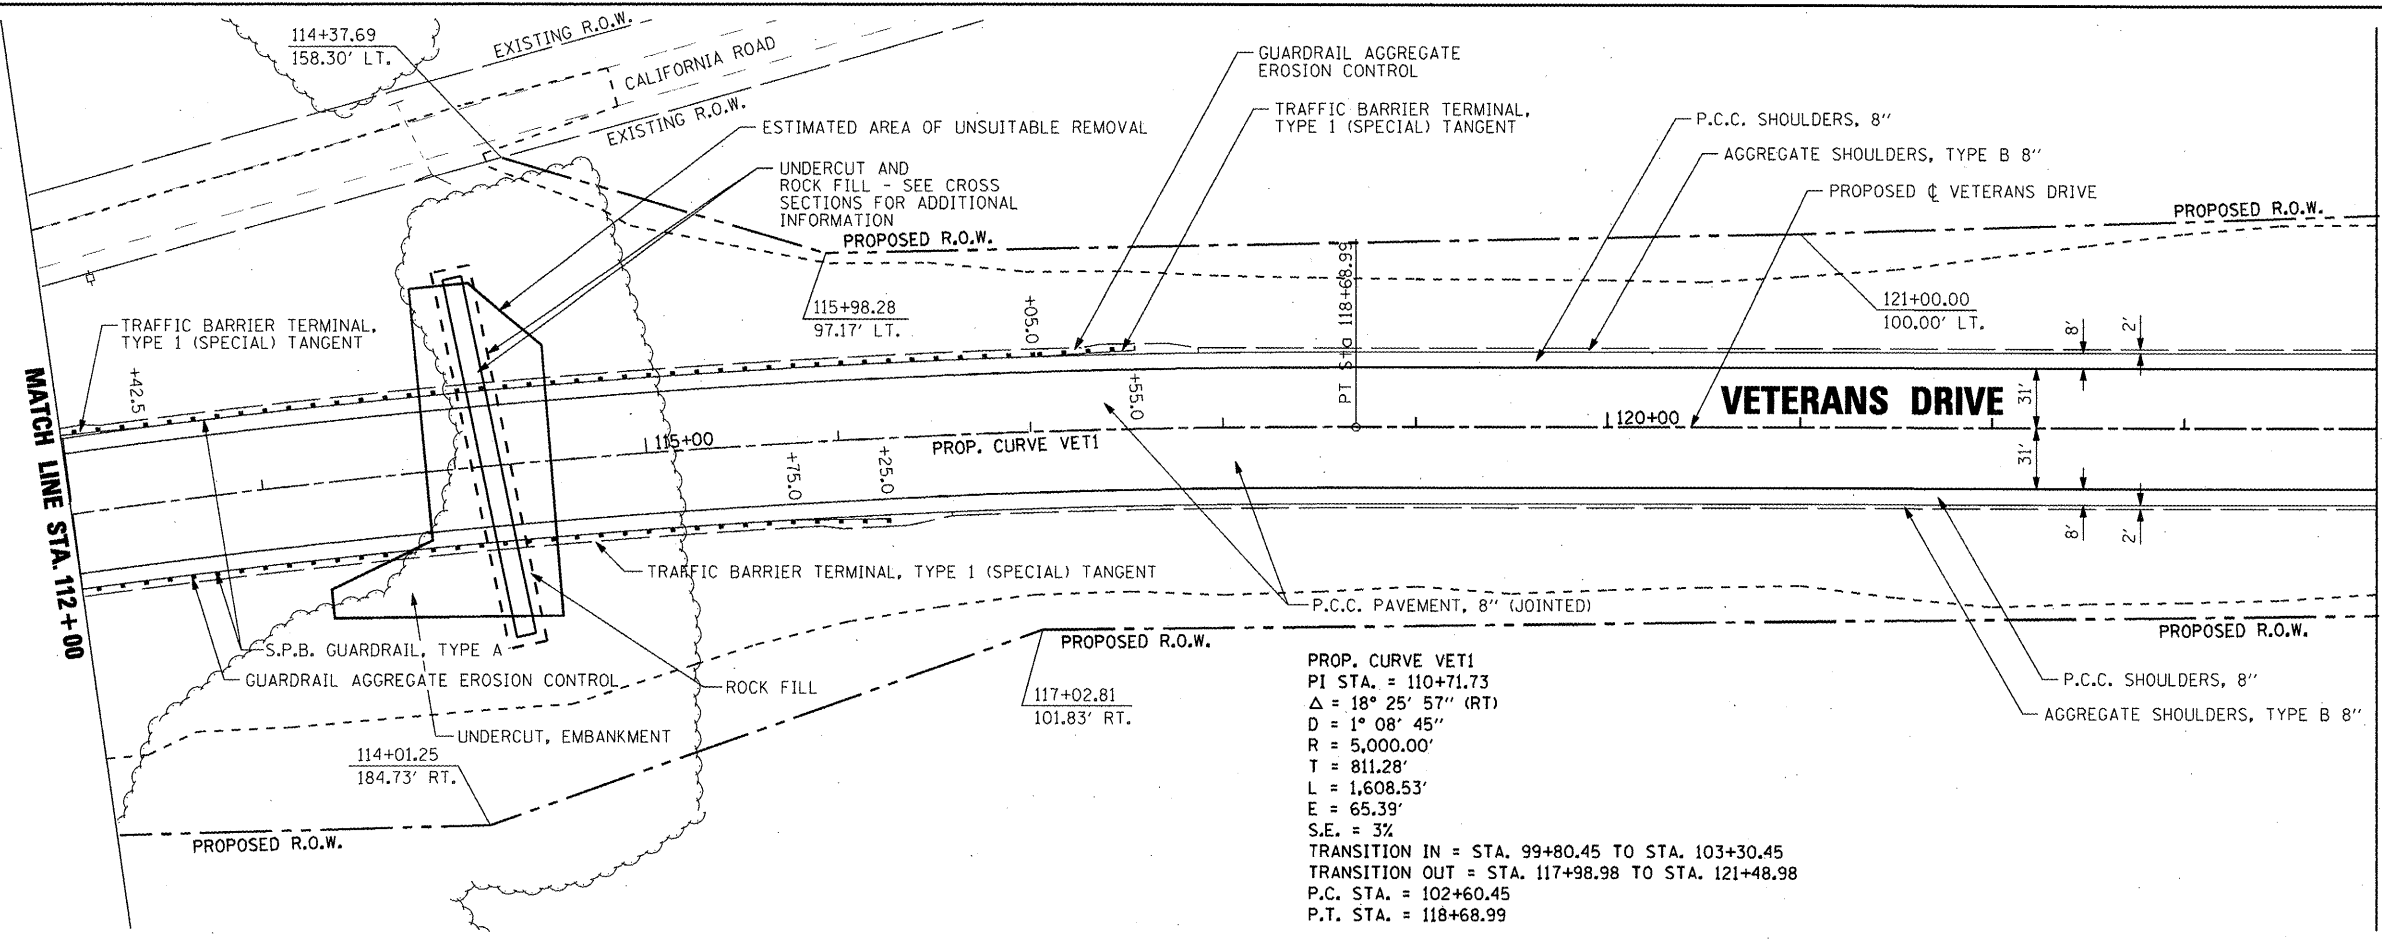 114+37.69
158.30' LT.
EXISTING R.O.W.
CALIFORNIA ROAD
EXISTING R.O.W.
ESTIMATED AREA OF UNSUITABLE REMOVAL
UNDERCUT AND
ROCK FILL - SEE CROSS
SECTIONS FOR ADDITIONAL
INFORMATION
GUARDRAIL AGGREGATE
EROSION CONTROL
TRAFFIC BARRIER TERMINAL,
TYPE 1 (SPECIAL) TANGENT
P.C.C. SHOULDERS, 8"
AGGREGATE SHOULDERS, TYPE B 8"
PROPOSED ℄ VETERANS DRIVE
PROPOSED R.O.W.
PROPOSED R.O.W.
115+98.28
97.17' LT.
+05.0
PT Sta 118+68.99
121+00.00
100.00' LT.
8'
2'
TRAFFIC BARRIER TERMINAL,
TYPE 1 (SPECIAL) TANGENT
+42.5
MATCH LINE STA. 112+00
+55.0
VETERANS DRIVE
31'
115+00
PROP. CURVE VET1
120+00
+75.0
+25.0
31'
8'
2'
TRAFFIC BARRIER TERMINAL, TYPE 1 (SPECIAL) TANGENT
P.C.C. PAVEMENT, 8" (JOINTED)
S.P.B. GUARDRAIL, TYPE A
GUARDRAIL AGGREGATE EROSION CONTROL
ROCK FILL
UNDERCUT, EMBANKMENT
114+01.25
184.73' RT.
PROPOSED R.O.W.
PROPOSED R.O.W.
117+02.81
101.83' RT.
PROPOSED R.O.W.
P.C.C. SHOULDERS, 8"
AGGREGATE SHOULDERS, TYPE B 8"
PROP. CURVE VET1
PI STA. = 110+71.73
Δ = 18° 25' 57" (RT)
D = 1° 08' 45"
R = 5,000.00'
T = 811.28'
L = 1,608.53'
E = 65.39'
S.E. = 3%
TRANSITION IN = STA. 99+80.45 TO STA. 103+30.45
TRANSITION OUT = STA. 117+98.98 TO STA. 121+48.98
P.C. STA. = 102+60.45
P.T. STA. = 118+68.99